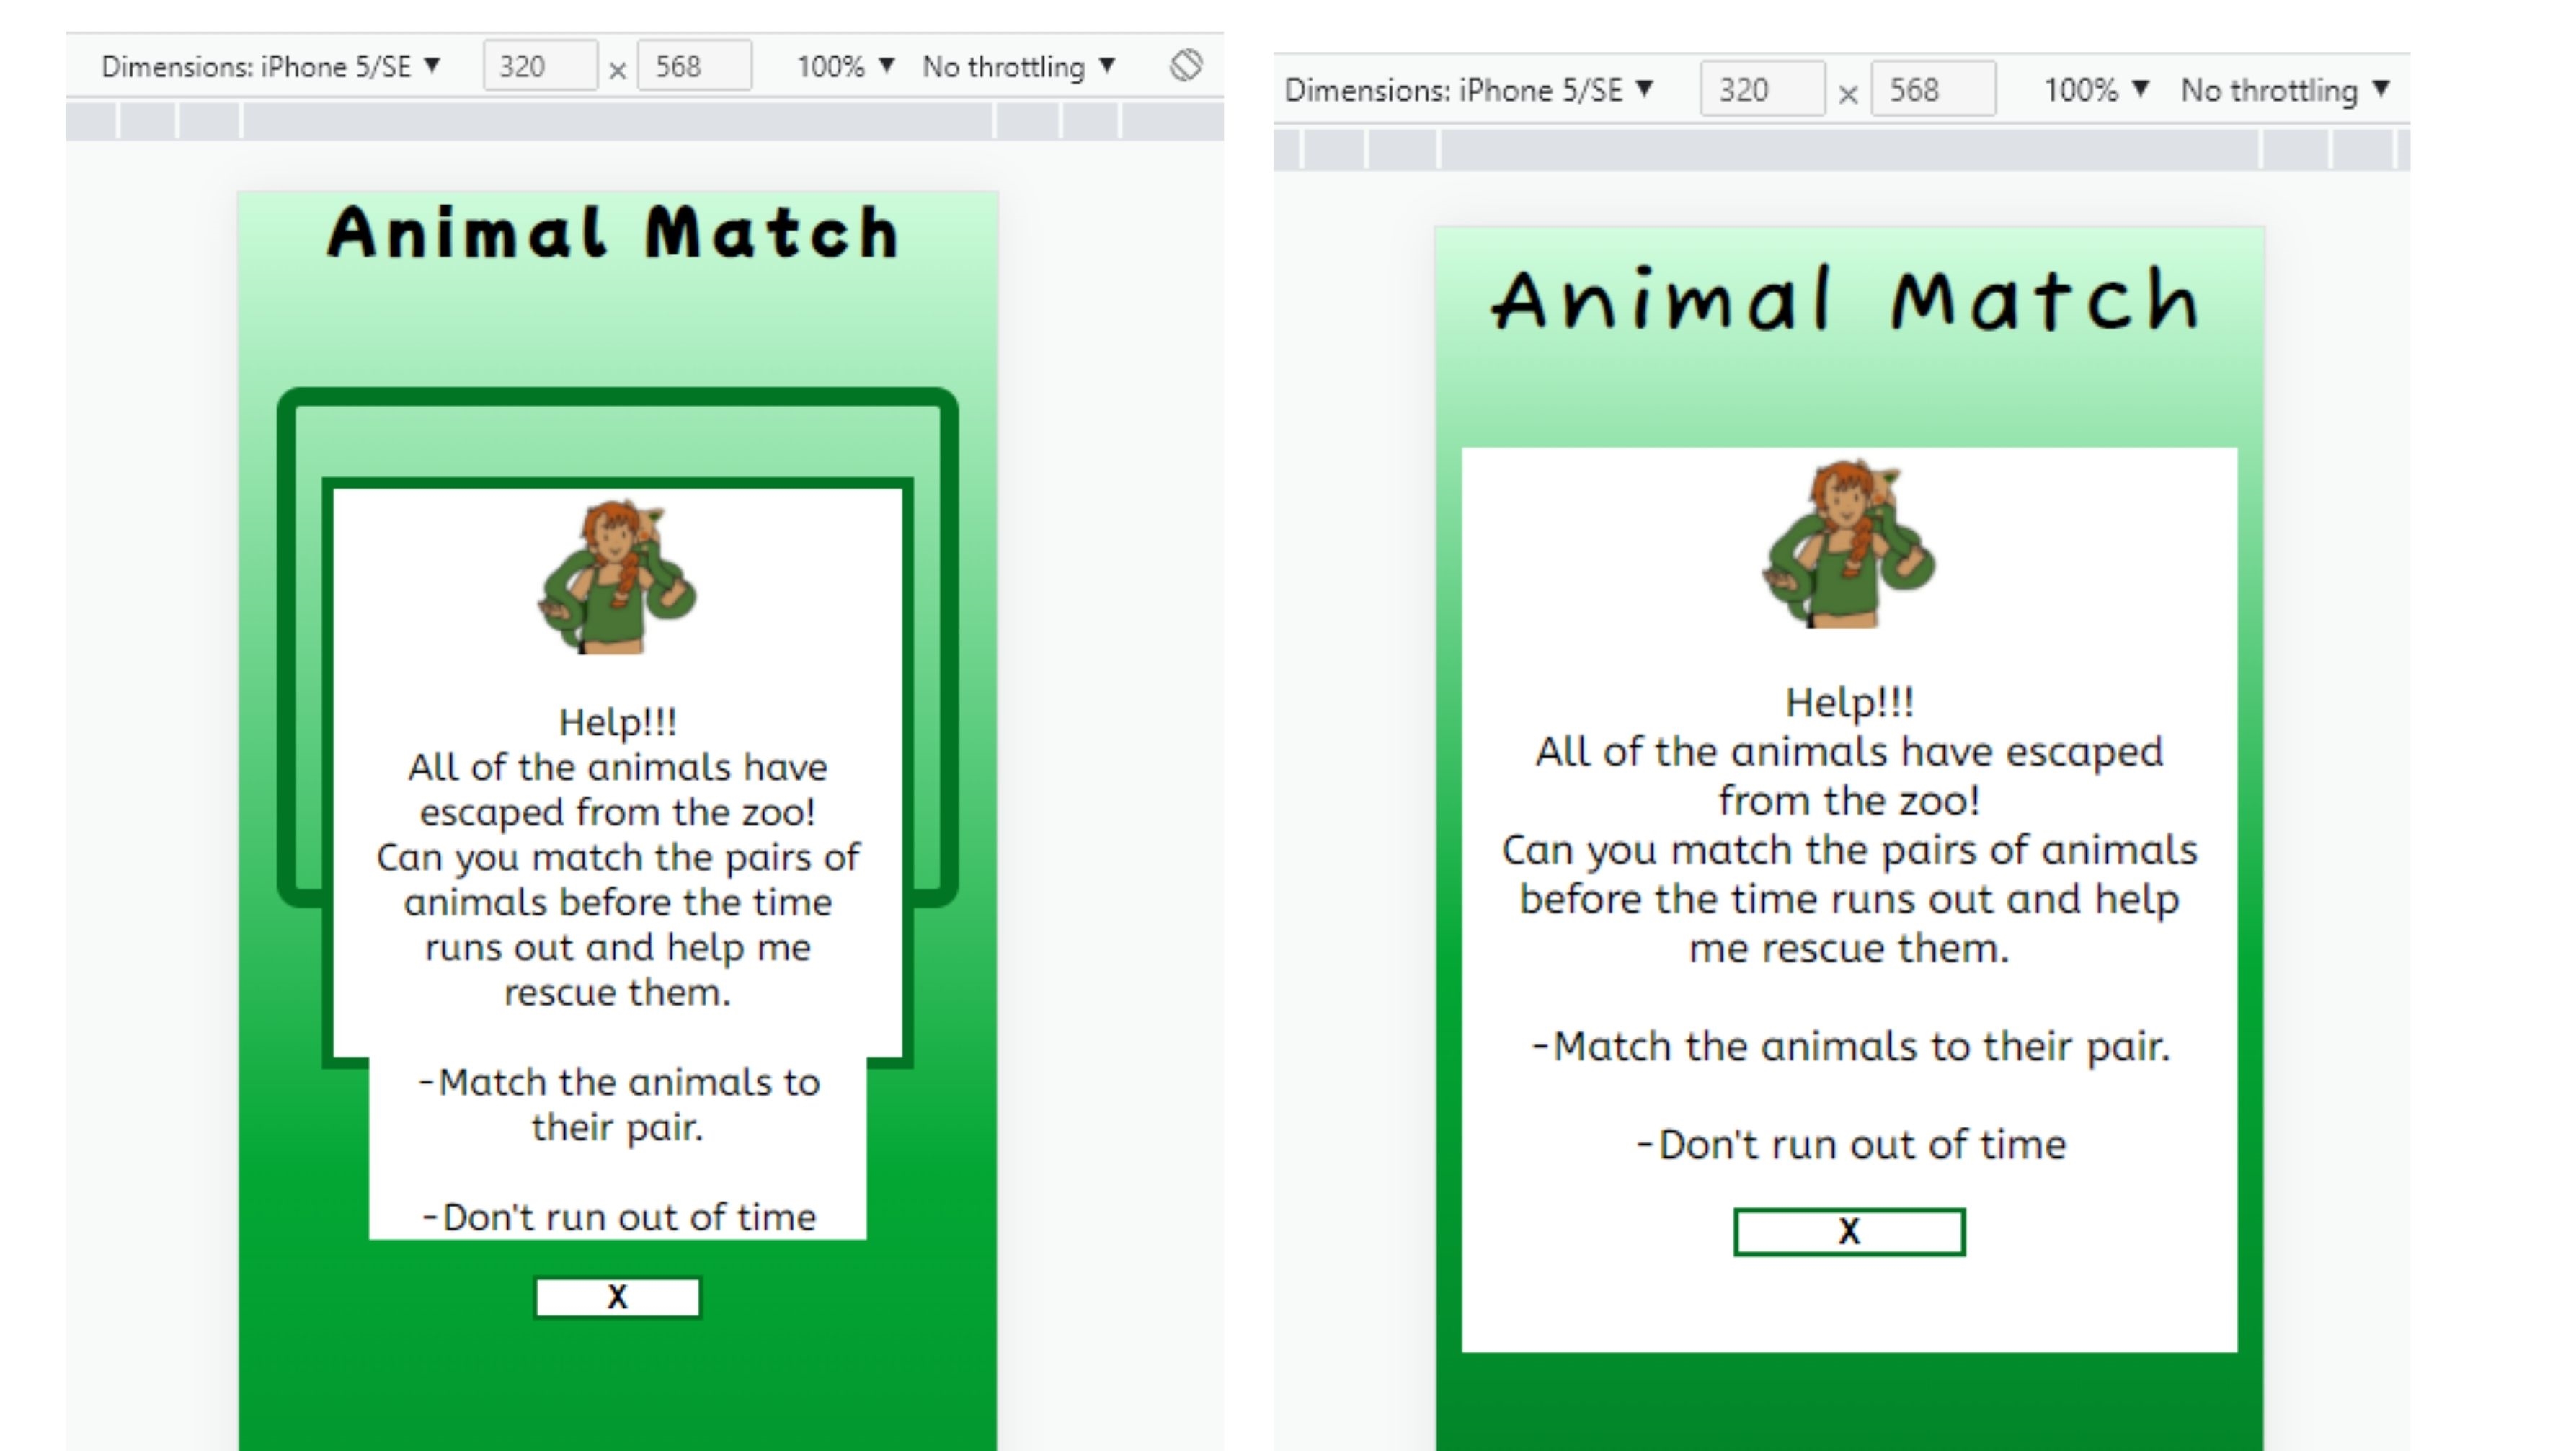 Dimensions: iPhone 5/SE ▼ 320 × 568 100% ▼ No throttling ▼
Animal Match
Help!!!
All of the animals have
escaped from the zoo!
Can you match the pairs of
animals before the time
runs out and help me
rescue them.
-Match the animals to
their pair.
-Don't run out of time
X
Dimensions: iPhone 5/SE ▼ 320 × 568 100% ▼ No throttling ▼
Animal Match
Help!!!
All of the animals have escaped
from the zoo!
Can you match the pairs of animals
before the time runs out and help
me rescue them.
-Match the animals to their pair.
-Don't run out of time
X